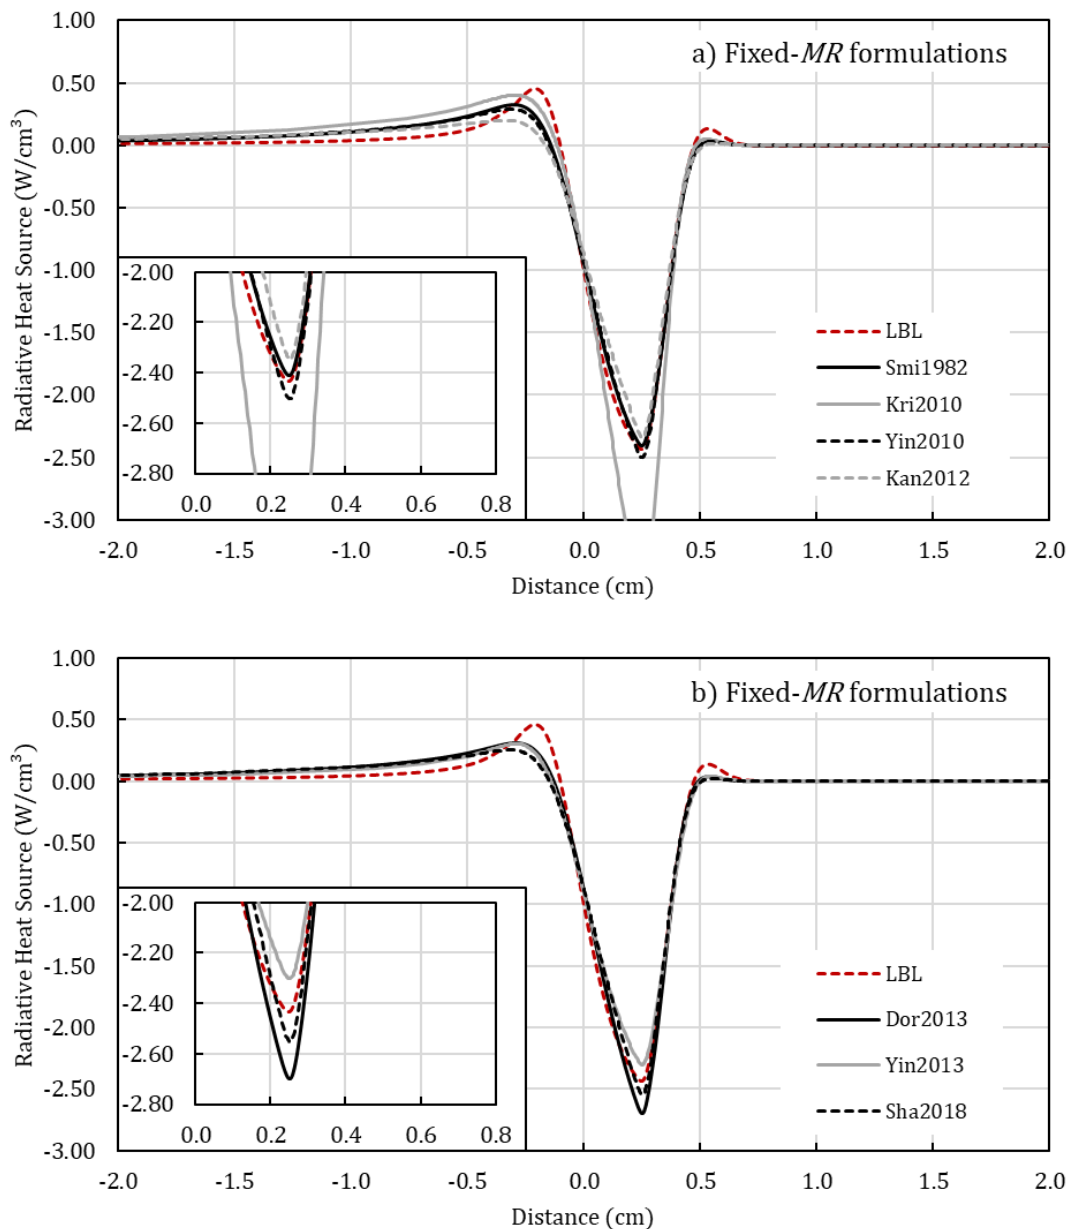 1.00
a) Fixed-MR formulations
0.50
0.00
-0.50
-1.00
-1.50
-2.00
-2.50
-3.00
Radiative Heat Source (W/cm³)
-2.00
-2.20
-2.40
-2.60
-2.80
0.0 0.2 0.4 0.6 0.8
LBL
Smi1982
Kri2010
Yin2010
Kan2012
-2.0 -1.5 -1.0 -0.5 0.0 0.5 1.0 1.5 2.0
Distance (cm)
1.00
b) Fixed-MR formulations
0.50
0.00
-0.50
-1.00
-1.50
-2.00
-2.50
-3.00
Radiative Heat Source (W/cm³)
-2.00
-2.20
-2.40
-2.60
-2.80
0.0 0.2 0.4 0.6 0.8
LBL
Dor2013
Yin2013
Sha2018
-2.0 -1.5 -1.0 -0.5 0.0 0.5 1.0 1.5 2.0
Distance (cm)